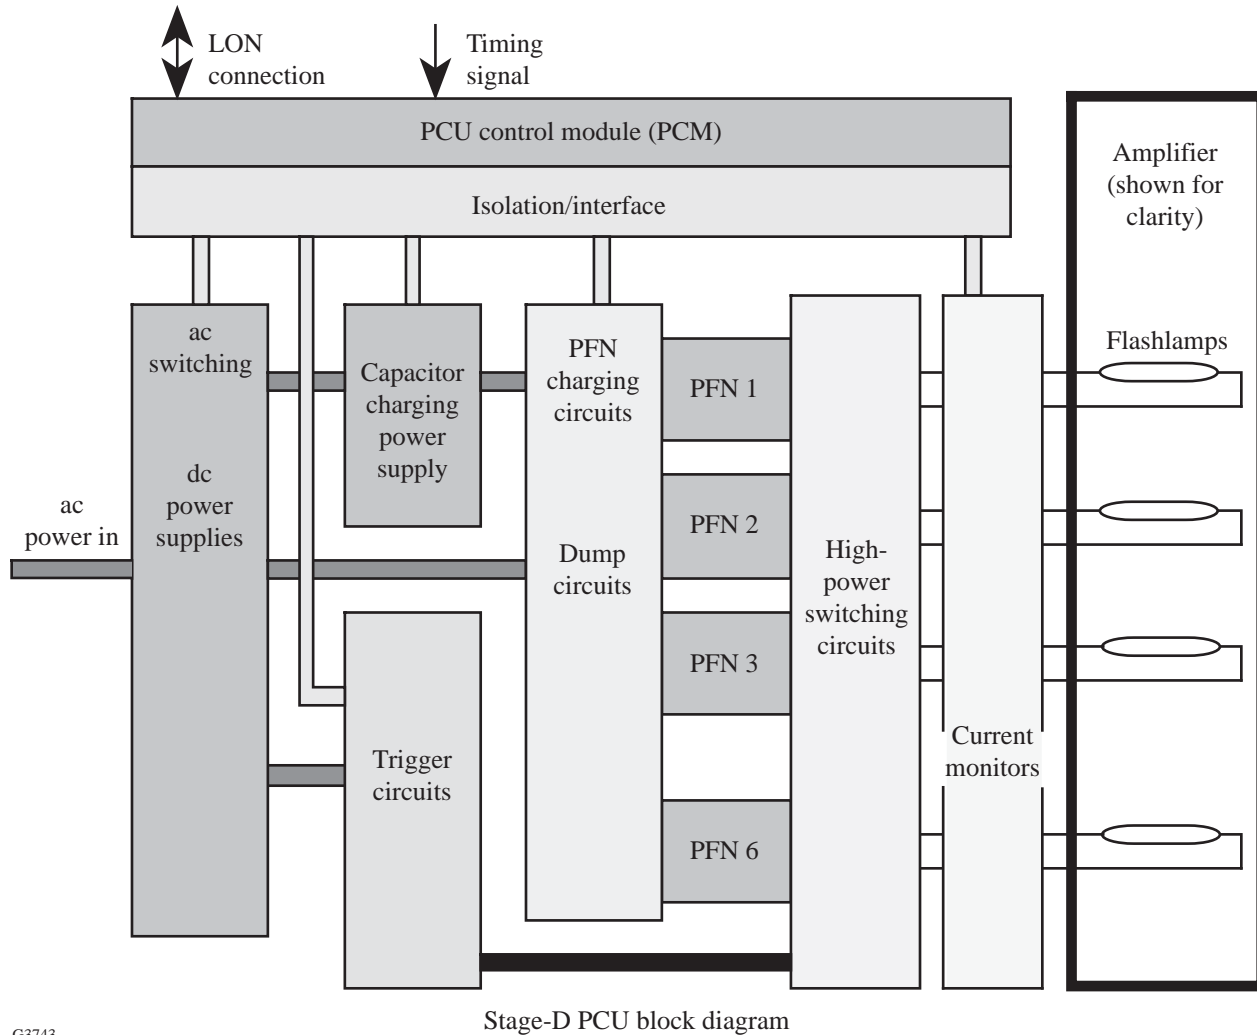 LON
connection
Timing
signal
PCU control module (PCM)
Isolation/interface
Amplifier
(shown for
clarity)
ac
switching
dc
power
supplies
ac
power in
Capacitor
charging
power
supply
PFN
charging
circuits
Dump
circuits
Trigger
circuits
PFN 1
PFN 2
PFN 3
PFN 6
High-
power
switching
circuits
Current
monitors
Flashlamps
Stage-D PCU block diagram
G3743